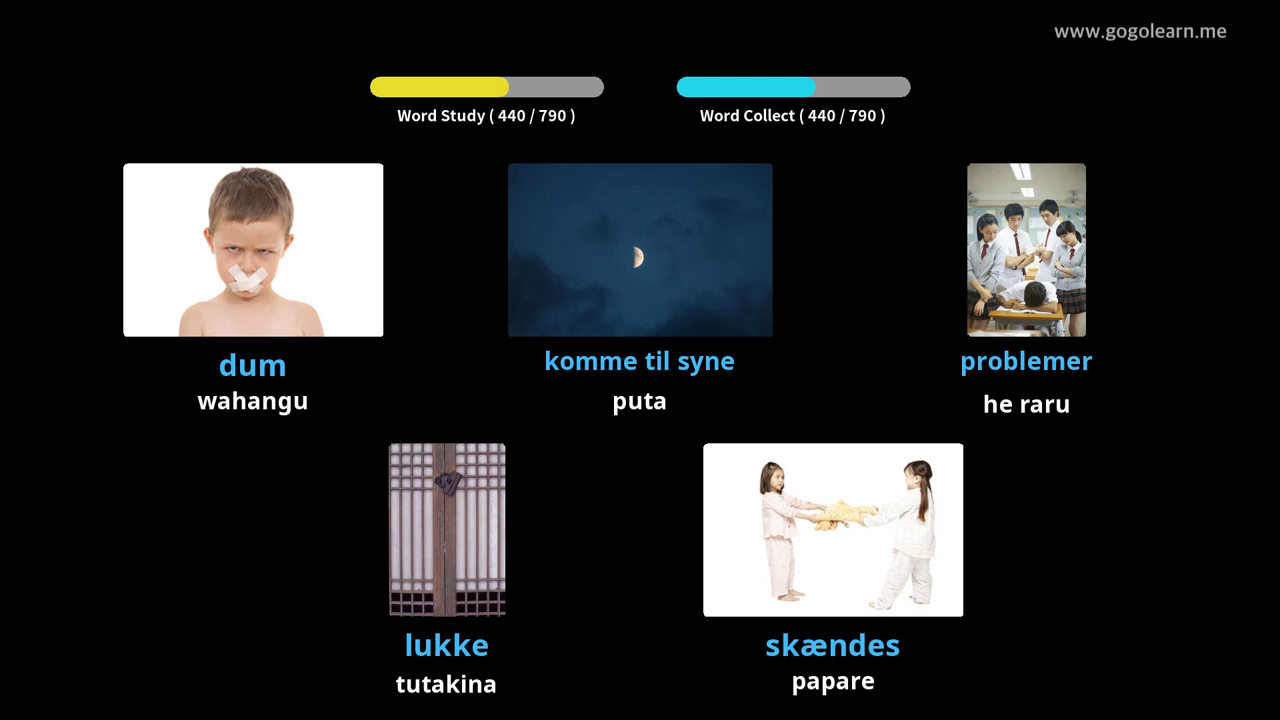 www.gogolearn.me
Word Study ( 440 / 790 )
Word Collect ( 440 / 790 )
dum
wahangu
komme til syne
puta
problemer
he raru
lukke
tutakina
skændes
papare